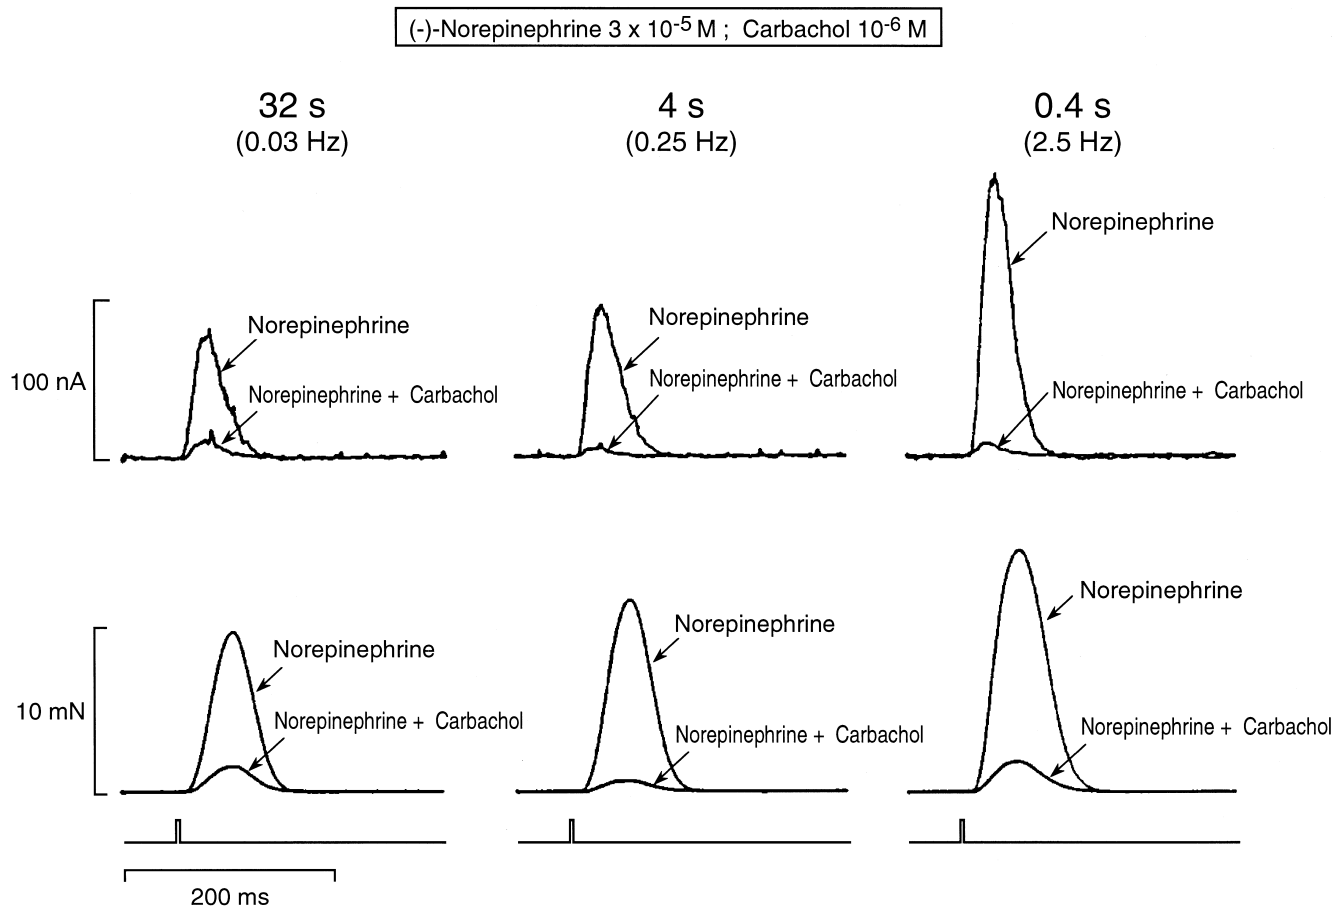 (-)-Norepinephrine 3 x 10-5 M ; Carbachol 10-6 M
32 s
(0.03 Hz)
4 s
(0.25 Hz)
0.4 s
(2.5 Hz)
100 nA
Norepinephrine
Norepinephrine + Carbachol
Norepinephrine
Norepinephrine + Carbachol
Norepinephrine
Norepinephrine + Carbachol
10 mN
Norepinephrine
Norepinephrine + Carbachol
Norepinephrine
Norepinephrine + Carbachol
Norepinephrine
Norepinephrine + Carbachol
200 ms